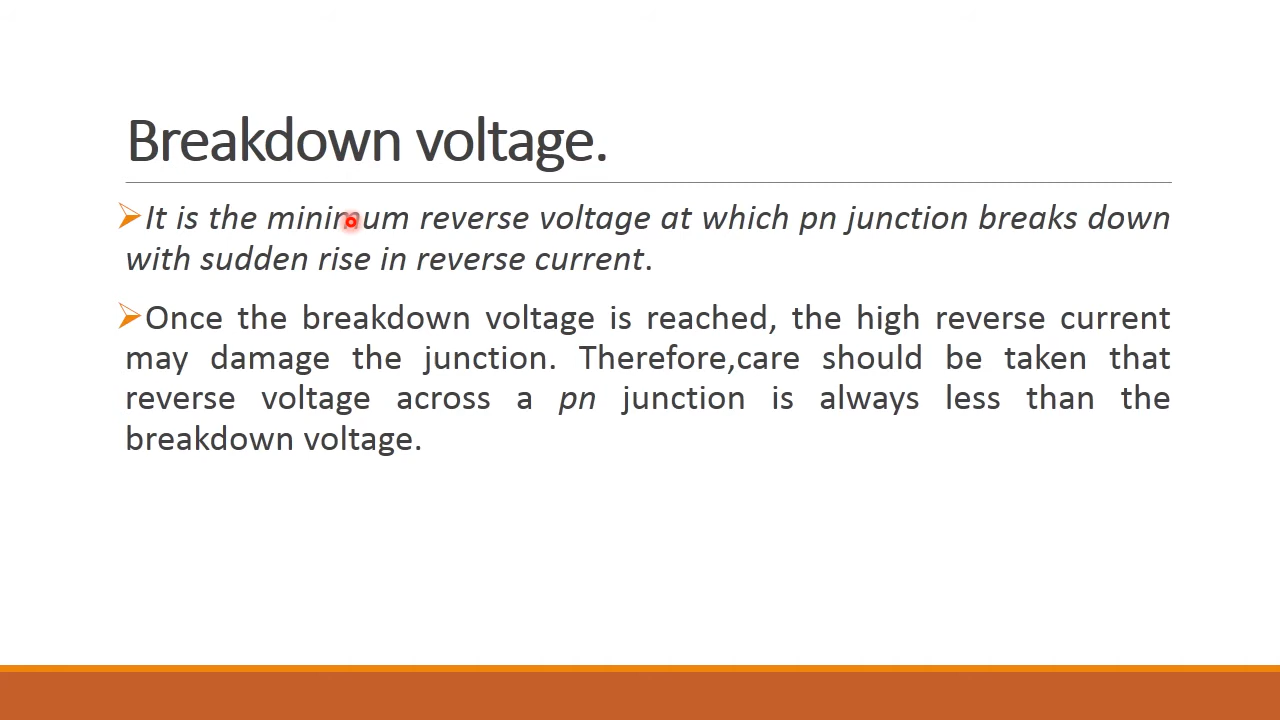 Breakdown voltage.
It is the minimum reverse voltage at which pn junction breaks down
with sudden rise in reverse current.
Once the breakdown voltage is reached, the high reverse current
may damage the junction. Therefore,care should be taken that
reverse voltage across a pn junction is always less than the
breakdown voltage.